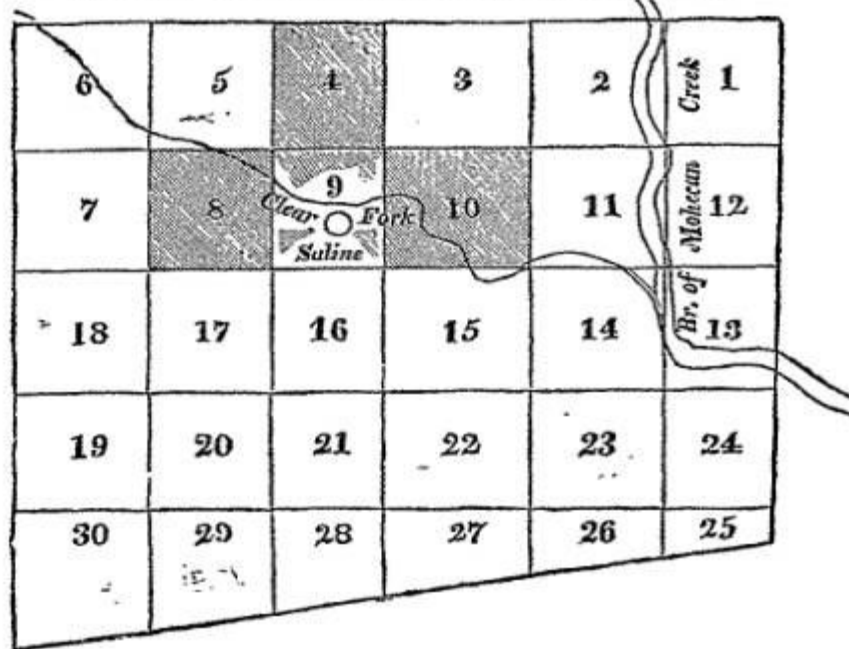 6 5 4 3 2 1
7 8 9 10 11 12
Clear Fork
Saline
18 17 16 15 14 13
19 20 21 22 23 24
30 29 28 27 26 25
Br. of Mohecan Creek